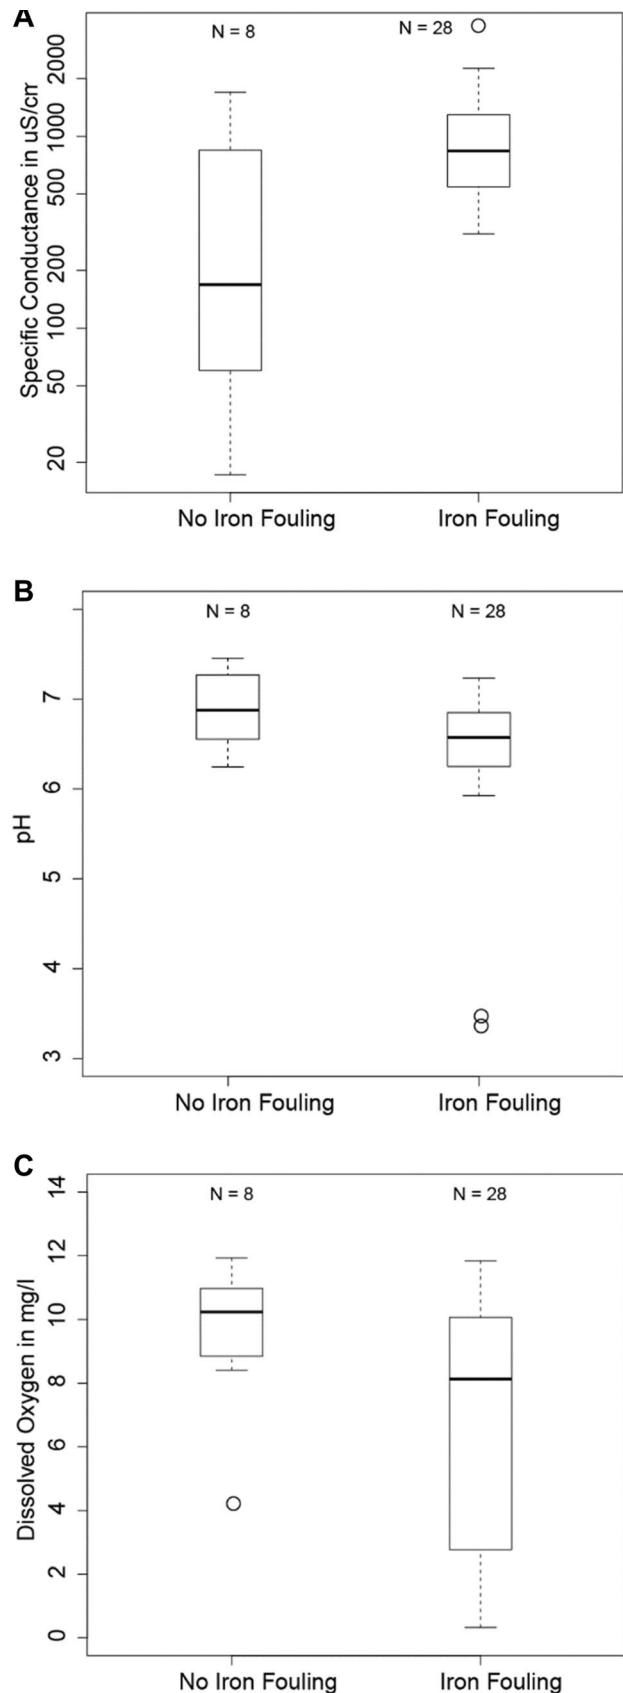 A
N = 8
N = 28
Specific Conductance in uS/cm
2000
1000
500
200
100
50
20
No Iron Fouling
Iron Fouling
B
N = 8
N = 28
pH
7
6
5
4
3
No Iron Fouling
Iron Fouling
C
N = 8
N = 28
Dissolved Oxygen in mg/l
14
12
10
8
6
4
2
0
No Iron Fouling
Iron Fouling